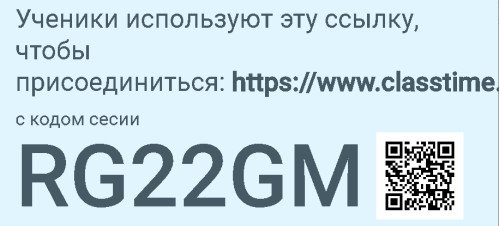 Ученики используют эту ссылку,
чтобы
присоединиться: https://www.classtime.
с кодом сесии
RG22GM